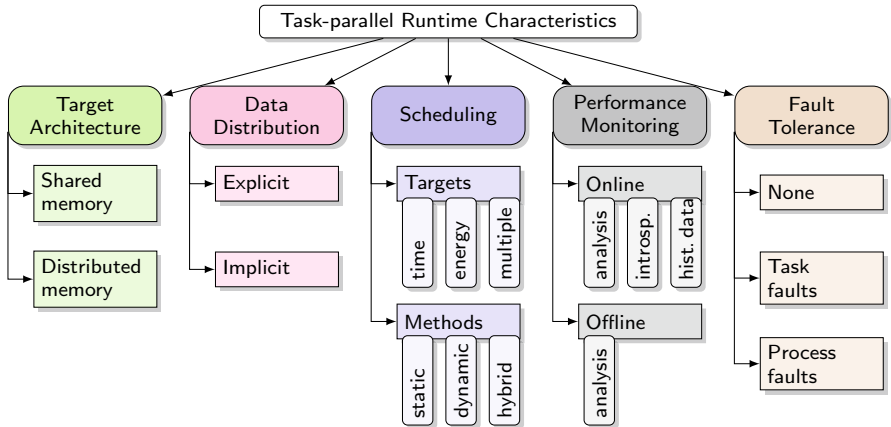 Task-parallel Runtime Characteristics
Target
Architecture
Shared
memory
Distributed
memory
Data
Distribution
Explicit
Implicit
Scheduling
Targets
time
energy
multiple
Methods
static
dynamic
hybrid
Performance
Monitoring
Online
analysis
introsp.
hist. data
Offline
analysis
Fault
Tolerance
None
Task
faults
Process
faults